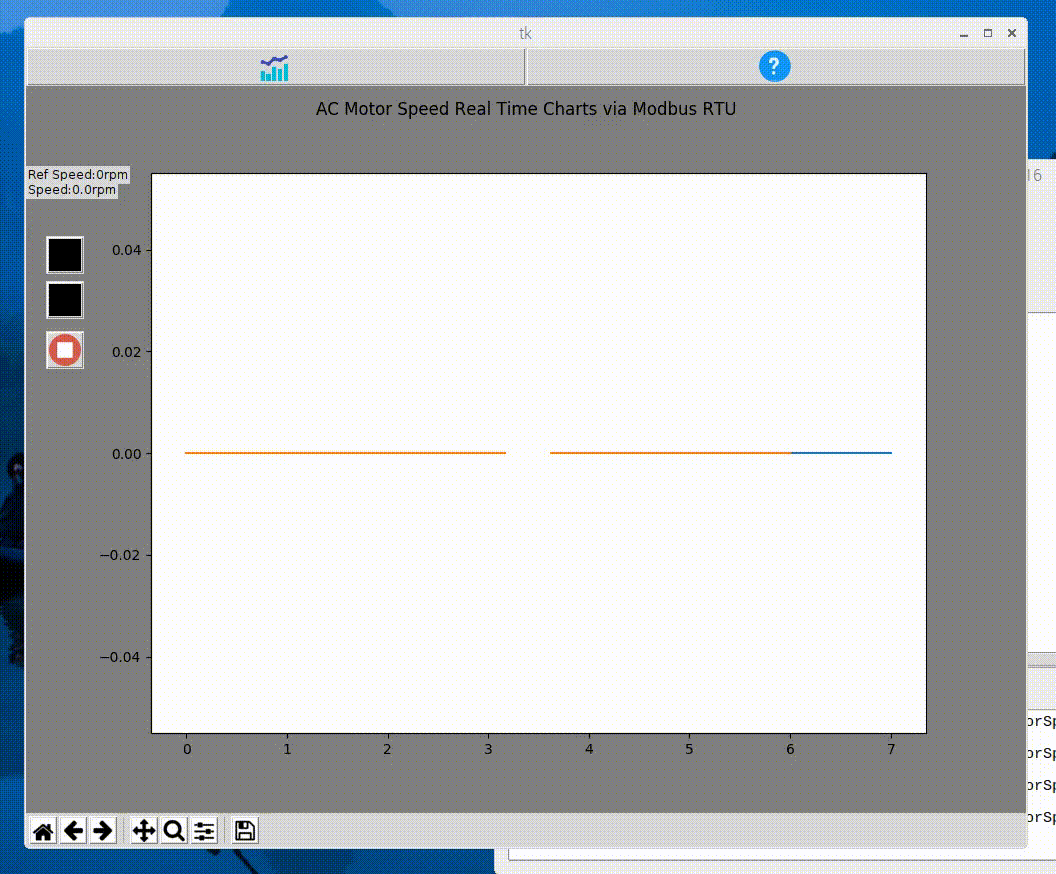 tk
?
AC Motor Speed Real Time Charts via Modbus RTU
Ref Speed:0rpm
Speed:0.0rpm
0.04
0.02
0.00
−0.02
−0.04
0 1 2 3 4 5 6 7
16
orSp
orSp
orSp
orSp